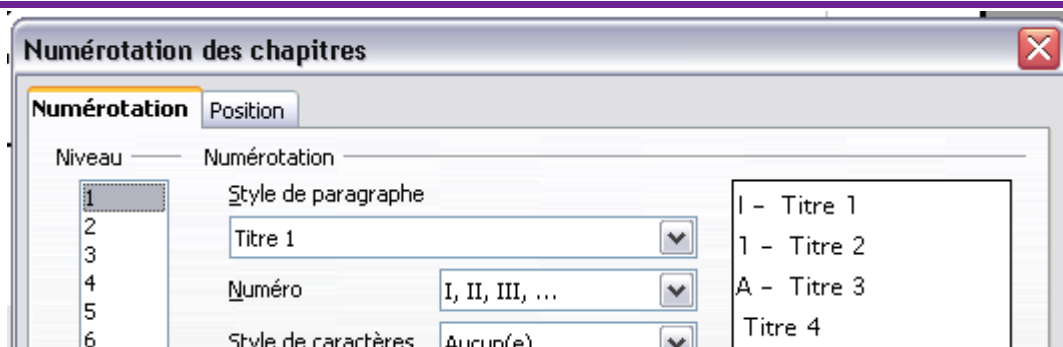 Numérotation des chapitres
Numérotation Position
Niveau Numérotation
1
2
3
4
5
6
Style de paragraphe
Titre 1
Numéro I, II, III, ...
Style de caractères Aucun(e)
I – Titre 1
1 – Titre 2
A – Titre 3
Titre 4